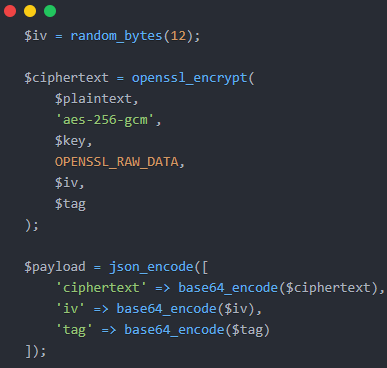 $iv = random_bytes(12);

$ciphertext = openssl_encrypt(
    $plaintext,
    'aes-256-gcm',
    $key,
    OPENSSL_RAW_DATA,
    $iv,
    $tag
);

$payload = json_encode([
    'ciphertext' => base64_encode($ciphertext),
    'iv' => base64_encode($iv),
    'tag' => base64_encode($tag)
]);